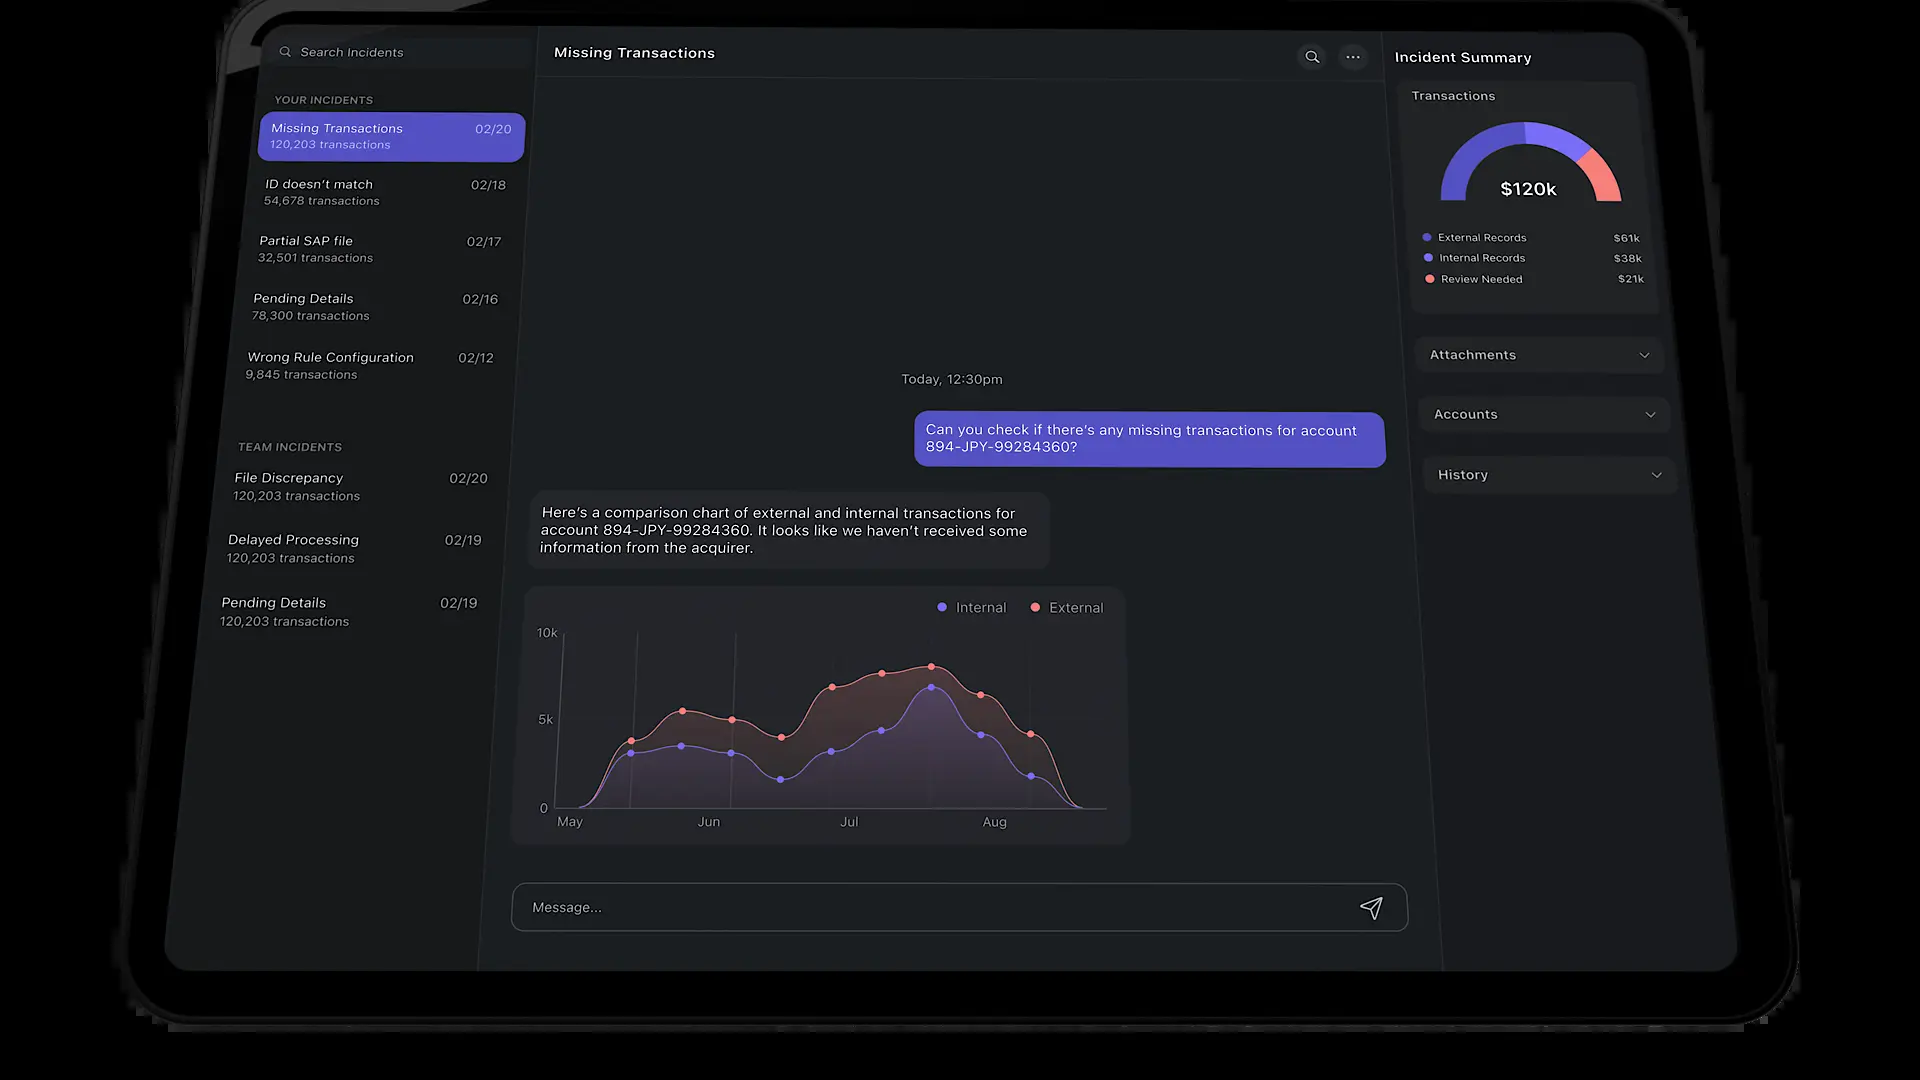 Search Incidents
YOUR INCIDENTS
Missing Transactions 02/20
120,203 transactions
ID doesn’t match 02/18
54,678 transactions
Partial SAP file 02/17
32,501 transactions
Pending Details 02/16
78,300 transactions
Wrong Rule Configuration 02/12
9,845 transactions
TEAM INCIDENTS
File Discrepancy 02/20
120,203 transactions
Delayed Processing 02/19
120,203 transactions
Pending Details 02/19
120,203 transactions
Missing Transactions
Today, 12:30pm
Can you check if there’s any missing transactions for account
894-JPY-99284360?
Here’s a comparison chart of external and internal transactions for
account 894-JPY-99284360. It looks like we haven’t received some
information from the acquirer.
Internal External
10k
5k
0
May Jun Jul Aug
Message...
Incident Summary
Transactions
$120k
External Records $61k
Internal Records $38k
Review Needed $21k
Attachments
Accounts
History